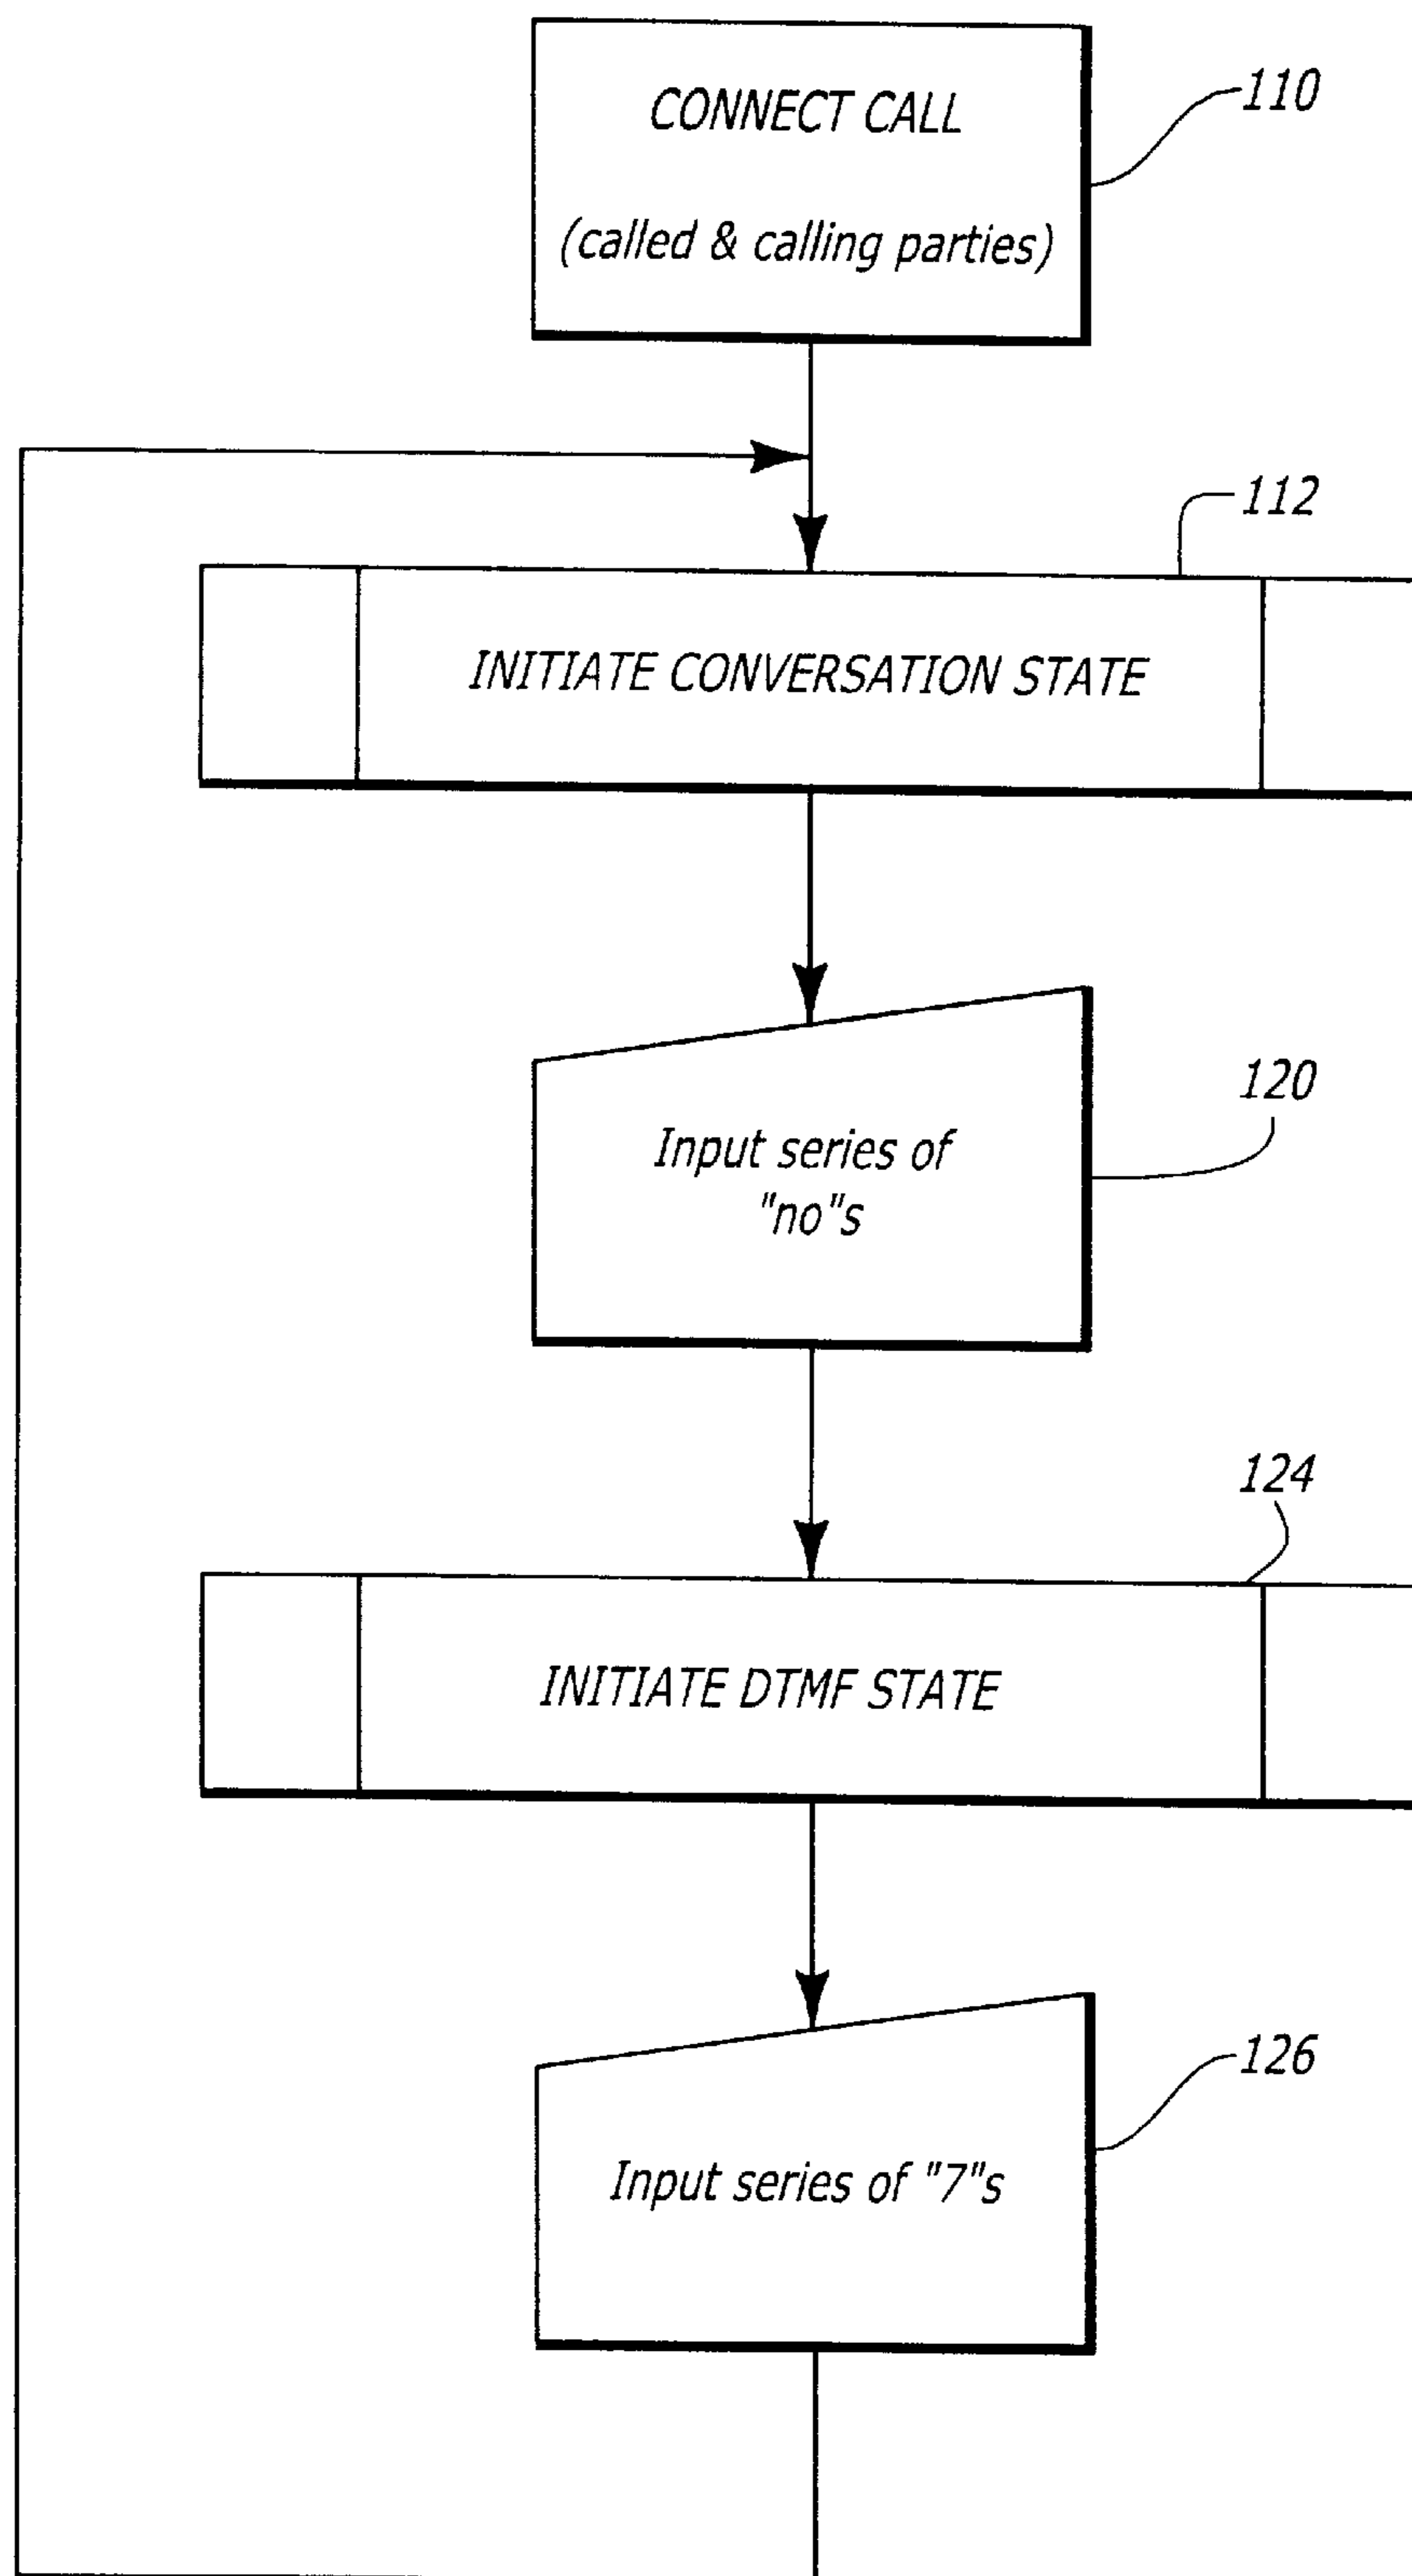 CONNECT CALL
110
(called & calling parties)
112
INITIATE CONVERSATION STATE
120
Input series of
"no"s
124
INITIATE DTMF STATE
126
Input series of "7"s